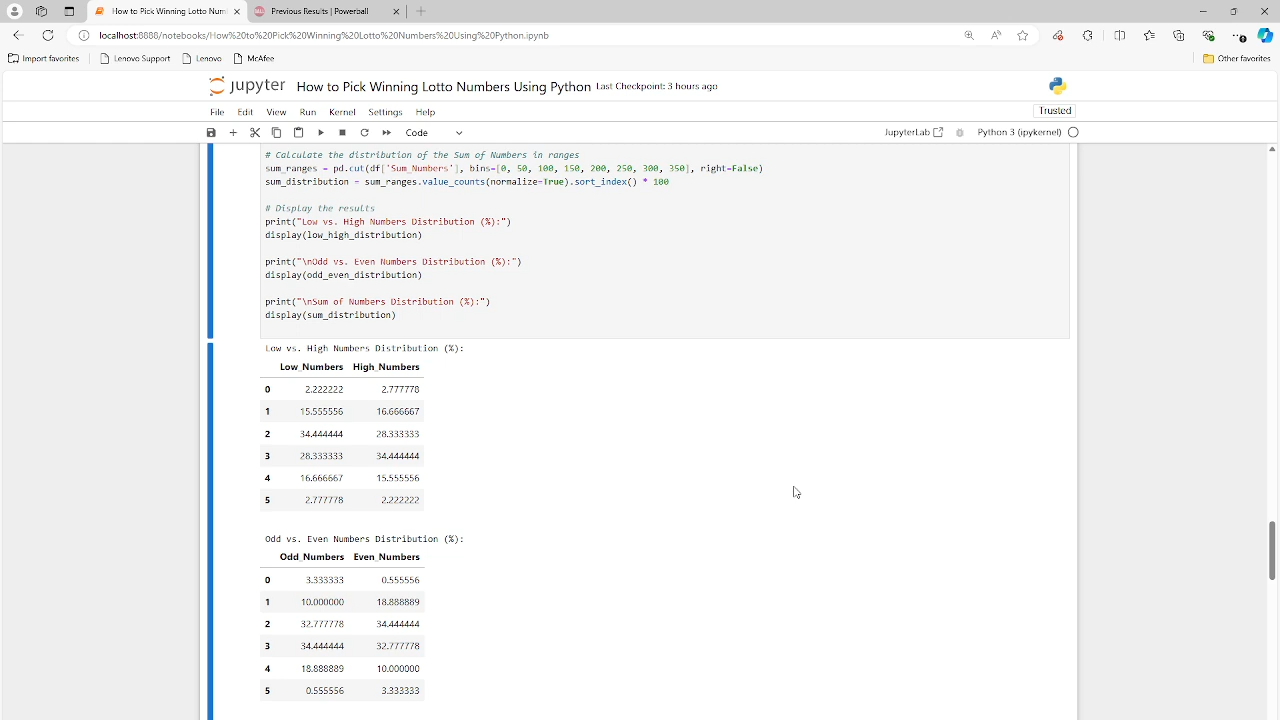 How to Pick Winning Lotto Num
Previous Results | Powerball
localhost:8888/notebooks/How%20to%20Pick%20Winning%20Lotto%20Numbers%20Using%20Python.ipynb
Import favorites
Lenovo Support
Lenovo
McAfee
Other favorites
jupyter How to Pick Winning Lotto Numbers Using Python Last Checkpoint: 3 hours ago
File Edit View Run Kernel Settings Help
Trusted
Code
JupyterLab
Python 3 (ipykernel)
# Calculate the distribution of the Sum of Numbers in ranges
sum_ranges = pd.cut(df['Sum_Numbers'], bins=[0, 50, 100, 150, 200, 250, 300, 350], right=False)
sum_distribution = sum_ranges.value_counts(normalize=True).sort_index() * 100
# Display the results
print("Low vs. High Numbers Distribution (%):")
display(low_high_distribution)
print("\nOdd vs. Even Numbers Distribution (%):")
display(odd_even_distribution)
print("\nSum of Numbers Distribution (%):")
display(sum_distribution)
Low vs. High Numbers Distribution (%):
Low_Numbers High_Numbers
0 2.222222 2.777778
1 15.555556 16.666667
2 34.444444 28.333333
3 28.333333 34.444444
4 16.666667 15.555556
5 2.777778 2.222222
Odd vs. Even Numbers Distribution (%):
Odd_Numbers Even_Numbers
0 3.333333 0.555556
1 10.000000 18.888889
2 32.777778 34.444444
3 34.444444 32.777778
4 18.888889 10.000000
5 0.555556 3.333333